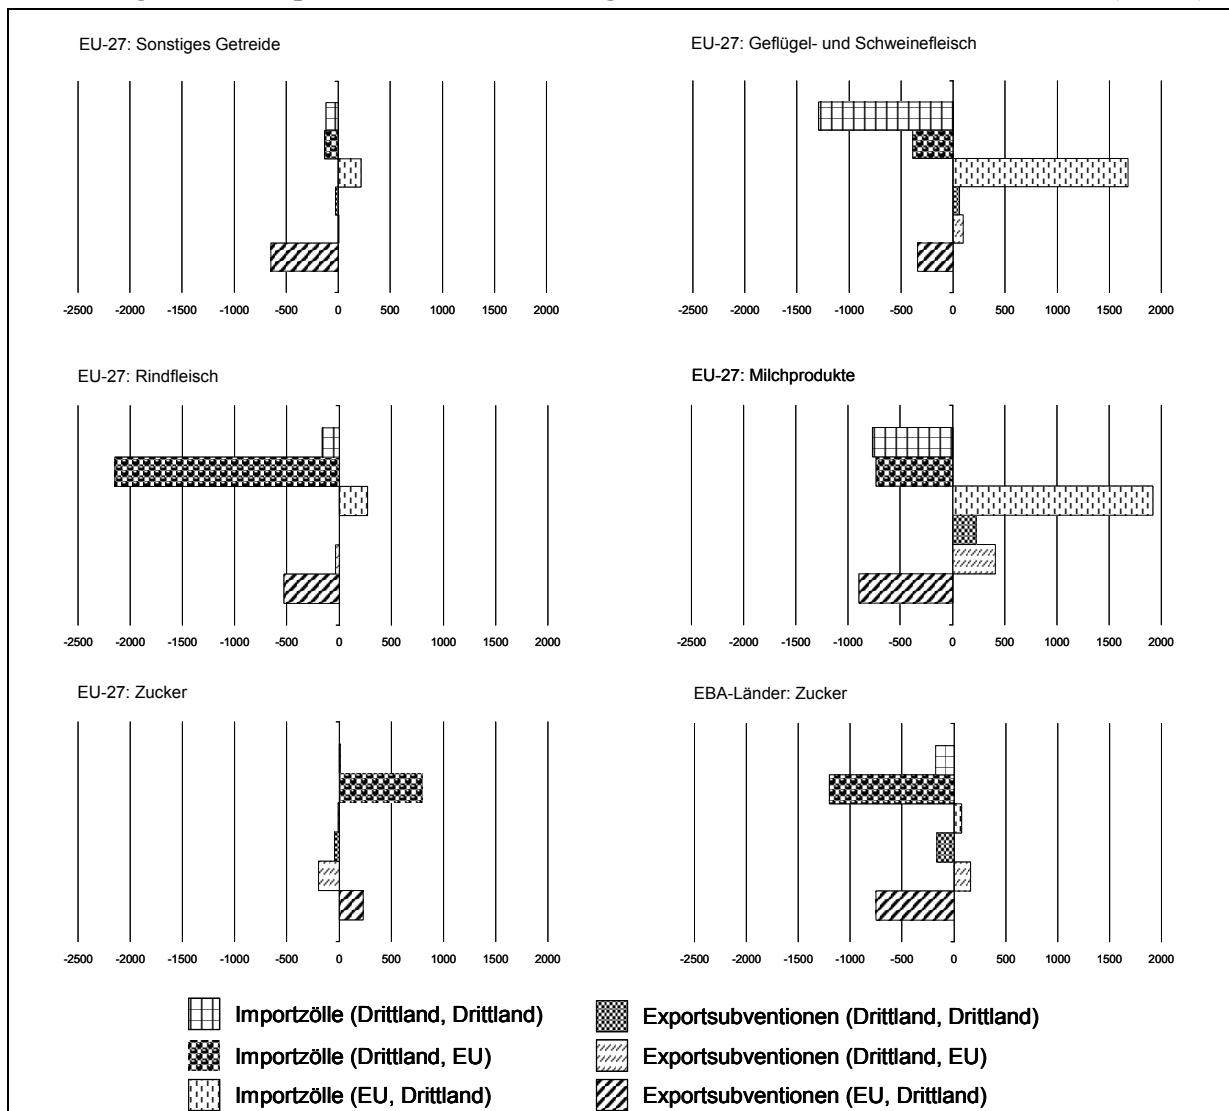 EU-27: Sonstiges Getreide
-2500 -2000 -1500 -1000 -500 0 500 1000 1500 2000
EU-27: Geflügel- und Schweinefleisch
-2500 -2000 -1500 -1000 -500 0 500 1000 1500 2000
EU-27: Rindfleisch
-2500 -2000 -1500 -1000 -500 0 500 1000 1500 2000
EU-27: Milchprodukte
-2500 -2000 -1500 -1000 -500 0 500 1000 1500 2000
EU-27: Zucker
-2500 -2000 -1500 -1000 -500 0 500 1000 1500 2000
EBA-Länder: Zucker
-2500 -2000 -1500 -1000 -500 0 500 1000 1500 2000
Importzölle (Drittland, Drittland)
Importzölle (Drittland, EU)
Importzölle (EU, Drittland)
Exportsubventionen (Drittland, Drittland)
Exportsubventionen (Drittland, EU)
Exportsubventionen (EU, Drittland)